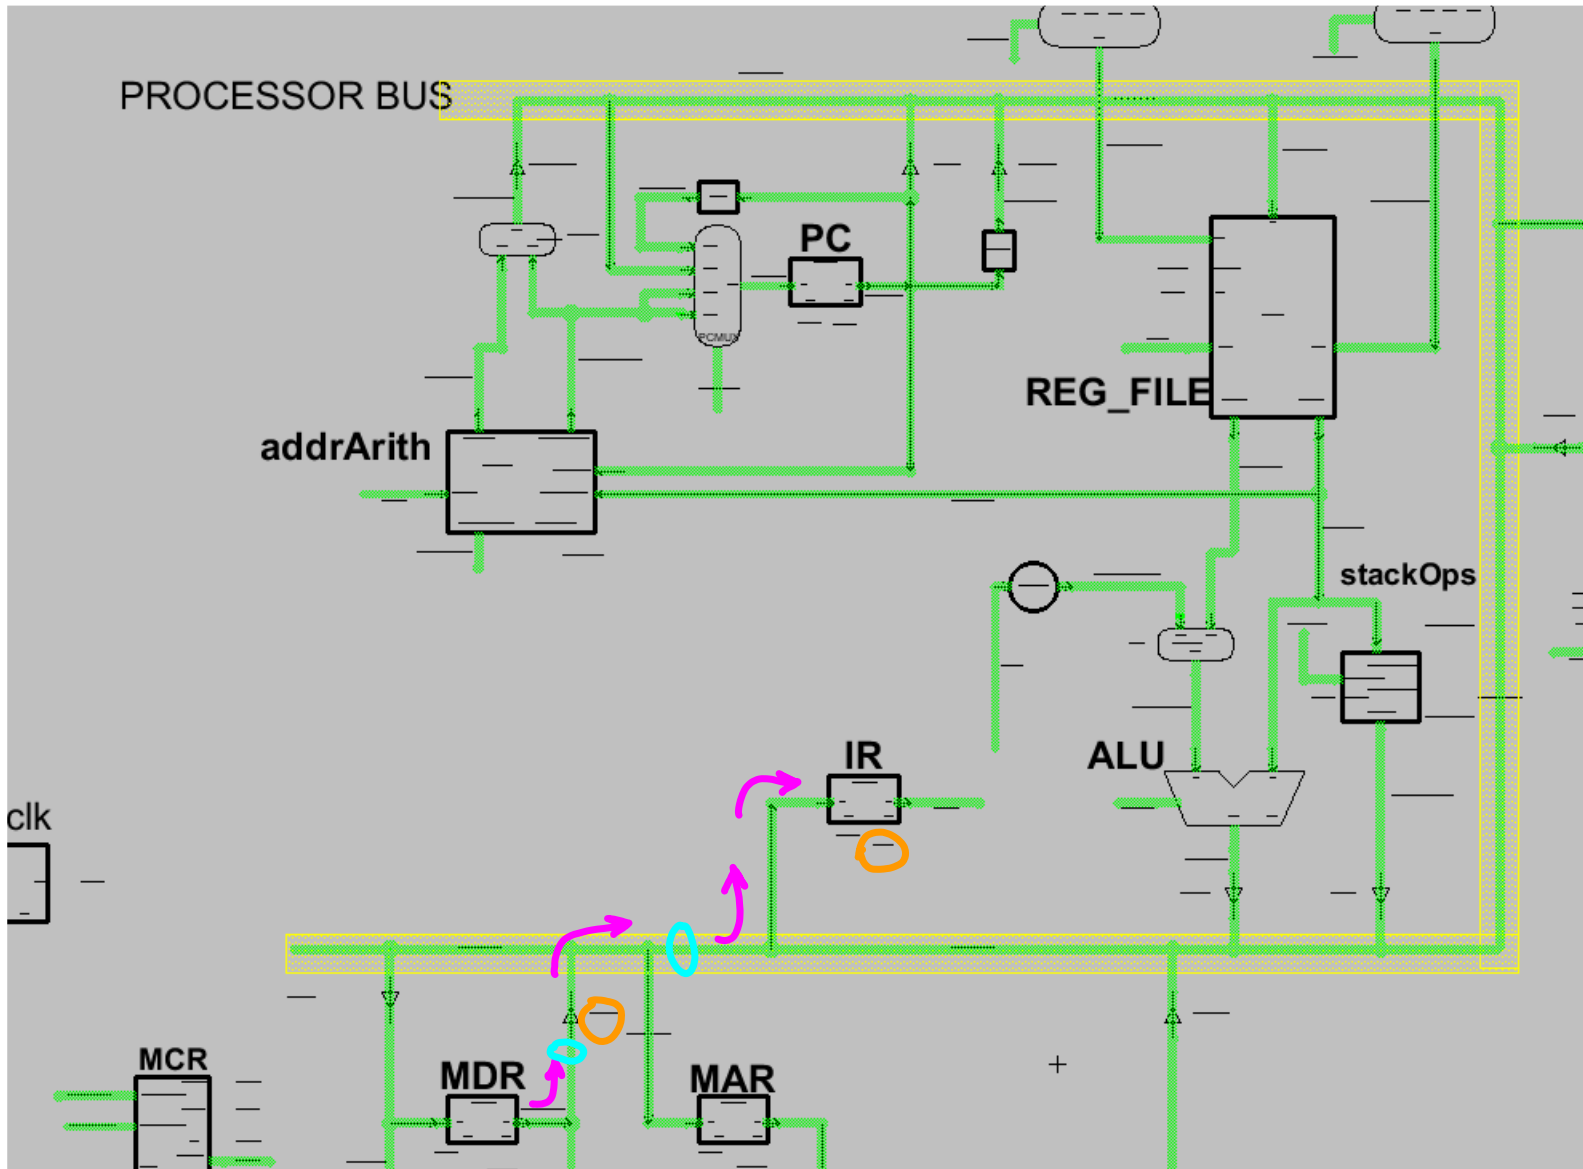 PROCESSOR BUS
PC
PCMUX
REG_FILE
addrArith
stackOps
IR
ALU
clk
MCR
MDR
MAR